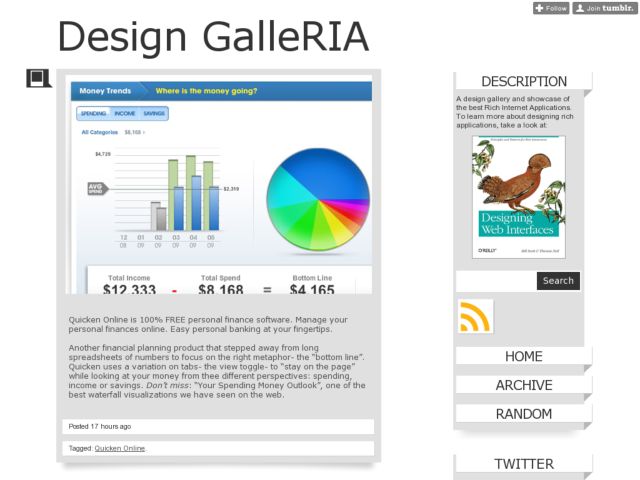 Follow
Join tumblr.
Design GalleRIA
Money Trends
Where is the money going?
SPENDING INCOME SAVINGS
All Categories $8,168 ›
$4,729
AVG
SPEND
$2,319
12 01 02 03 04 05
08 09 09 09 09 09
Total Income Total Spend Bottom Line
$12,333 - $8,168 = $4,165
Quicken Online is 100% FREE personal finance software. Manage your
personal finances online. Easy personal banking at your fingertips.
Another financial planning product that stepped away from long
spreadsheets of numbers to focus on the right metaphor- the “bottom line”.
Quicken uses a variation on tabs- the view toggle- to “stay on the page”
while looking at your money from thee different perspectives: spending,
income or savings. Don’t miss: “Your Spending Money Outlook”, one of the
best waterfall visualizations we have seen on the web.
Posted 17 hours ago
Tagged: Quicken Online.
DESCRIPTION
A design gallery and showcase of
the best Rich Internet Applications.
To learn more about designing rich
applications, take a look at:
Designing
Web Interfaces
O'REILLY
Bill Scott & Theresa Neil
Search
HOME
ARCHIVE
RANDOM
TWITTER